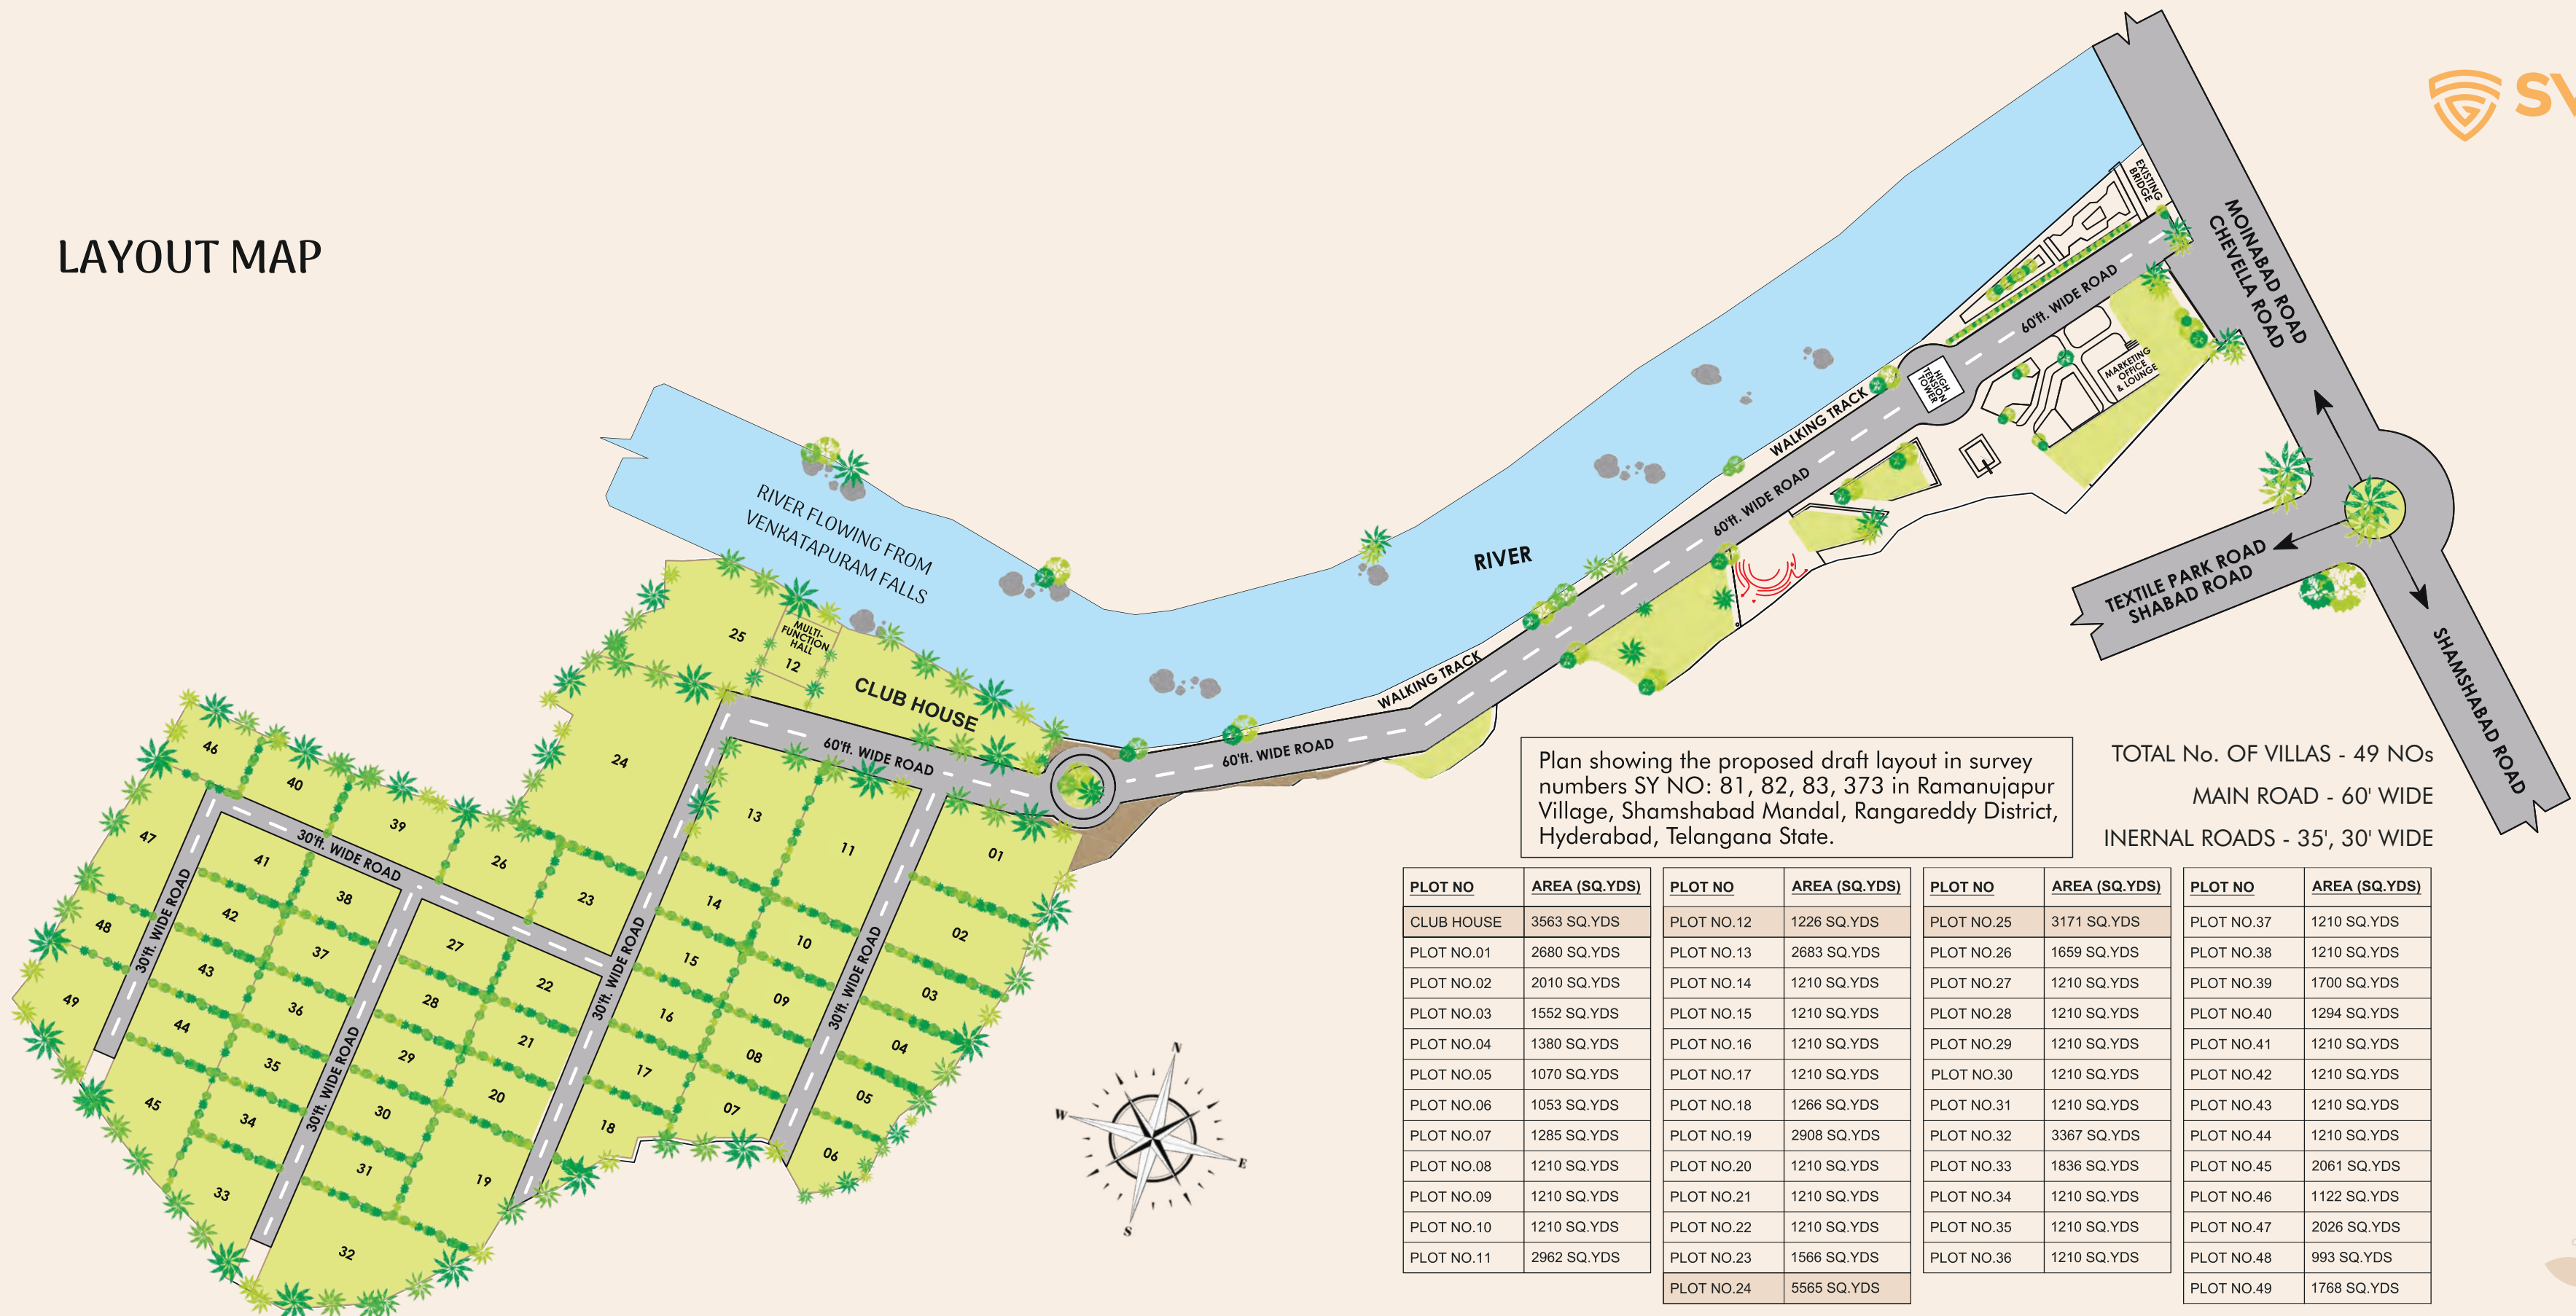 LAYOUT MAP
SV
EXISTING
BRIDGE
MOINABAD ROAD
CHEVELLA ROAD
60'ft. WIDE ROAD
MARKETING
OFFICE
& LOUNGE
HIGH
TENSION
TOWER
WALKING TRACK
60'ft. WIDE ROAD
RIVER FLOWING FROM
VENKATAPURAM FALLS
RIVER
TEXTILE PARK ROAD
SHABAD ROAD
SHAMSHABAD ROAD
WALKING TRACK
60'ft. WIDE ROAD
25
MULTI-
FUNCTION
HALL
12
CLUB HOUSE
60'ft. WIDE ROAD
24
46
40
39
26
23
13
11
01
47
30'ft. WIDE ROAD
41
38
14
02
48
42
37
27
22
15
10
03
30'ft. WIDE ROAD
30'ft. WIDE ROAD
30'ft. WIDE ROAD
49
43
36
28
21
16
09
04
44
35
29
20
17
08
05
30'ft. WIDE ROAD
45
34
30
19
18
07
06
33
31
32
N
W
E
S
Plan showing the proposed draft layout in survey
numbers SY NO: 81, 82, 83, 373 in Ramanujapur
Village, Shamshabad Mandal, Rangareddy District,
Hyderabad, Telangana State.
TOTAL No. OF VILLAS - 49 NOs
MAIN ROAD - 60' WIDE
INERNAL ROADS - 35', 30' WIDE
PLOT NO AREA (SQ.YDS)
CLUB HOUSE 3563 SQ.YDS
PLOT NO.01 2680 SQ.YDS
PLOT NO.02 2010 SQ.YDS
PLOT NO.03 1552 SQ.YDS
PLOT NO.04 1380 SQ.YDS
PLOT NO.05 1070 SQ.YDS
PLOT NO.06 1053 SQ.YDS
PLOT NO.07 1285 SQ.YDS
PLOT NO.08 1210 SQ.YDS
PLOT NO.09 1210 SQ.YDS
PLOT NO.10 1210 SQ.YDS
PLOT NO.11 2962 SQ.YDS
PLOT NO AREA (SQ.YDS)
PLOT NO.12 1226 SQ.YDS
PLOT NO.13 2683 SQ.YDS
PLOT NO.14 1210 SQ.YDS
PLOT NO.15 1210 SQ.YDS
PLOT NO.16 1210 SQ.YDS
PLOT NO.17 1210 SQ.YDS
PLOT NO.18 1266 SQ.YDS
PLOT NO.19 2908 SQ.YDS
PLOT NO.20 1210 SQ.YDS
PLOT NO.21 1210 SQ.YDS
PLOT NO.22 1210 SQ.YDS
PLOT NO.23 1566 SQ.YDS
PLOT NO.24 5565 SQ.YDS
PLOT NO AREA (SQ.YDS)
PLOT NO.25 3171 SQ.YDS
PLOT NO.26 1659 SQ.YDS
PLOT NO.27 1210 SQ.YDS
PLOT NO.28 1210 SQ.YDS
PLOT NO.29 1210 SQ.YDS
PLOT NO.30 1210 SQ.YDS
PLOT NO.31 1210 SQ.YDS
PLOT NO.32 3367 SQ.YDS
PLOT NO.33 1836 SQ.YDS
PLOT NO.34 1210 SQ.YDS
PLOT NO.35 1210 SQ.YDS
PLOT NO.36 1210 SQ.YDS
PLOT NO AREA (SQ.YDS)
PLOT NO.37 1210 SQ.YDS
PLOT NO.38 1210 SQ.YDS
PLOT NO.39 1700 SQ.YDS
PLOT NO.40 1294 SQ.YDS
PLOT NO.41 1210 SQ.YDS
PLOT NO.42 1210 SQ.YDS
PLOT NO.43 1210 SQ.YDS
PLOT NO.44 1210 SQ.YDS
PLOT NO.45 2061 SQ.YDS
PLOT NO.46 1122 SQ.YDS
PLOT NO.47 2026 SQ.YDS
PLOT NO.48 993 SQ.YDS
PLOT NO.49 1768 SQ.YDS